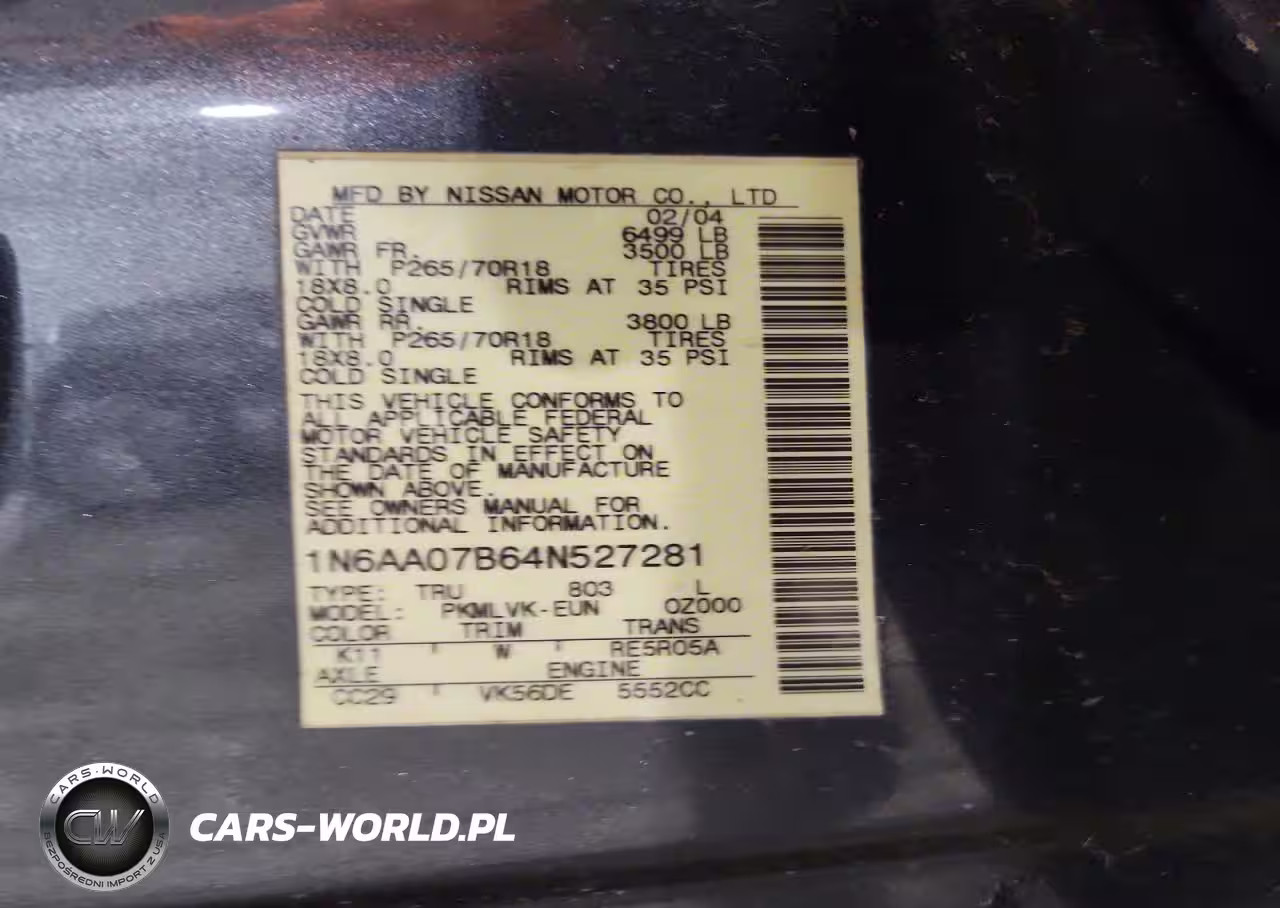 MFD BY NISSAN MOTOR CO., LTD
DATE 02/04
GVWR 6499 LB
GAWR FR. 3500 LB
WITH P265/70R18 TIRES
18X8.0 RIMS AT 35 PSI
COLD SINGLE
GAWR RR. 3800 LB
WITH P265/70R18 TIRES
18X8.0 RIMS AT 35 PSI
COLD SINGLE
THIS VEHICLE CONFORMS TO
ALL APPLICABLE FEDERAL
MOTOR VEHICLE SAFETY
STANDARDS IN EFFECT ON
THE DATE OF MANUFACTURE
SHOWN ABOVE.
SEE OWNERS MANUAL FOR
ADDITIONAL INFORMATION.
1N6AA07B64N527281
TYPE: TRU 803 L
MODEL: PKMLVK-EUN OZ000
COLOR TRIM TRANS
K11 ' W ' RE5R05A
AXLE ENGINE
CC29 ' VK56DE 5552CC
CARS-WORLD
CW
BEZPOŚREDNI IMPORT Z USA
CARS-WORLD.PL